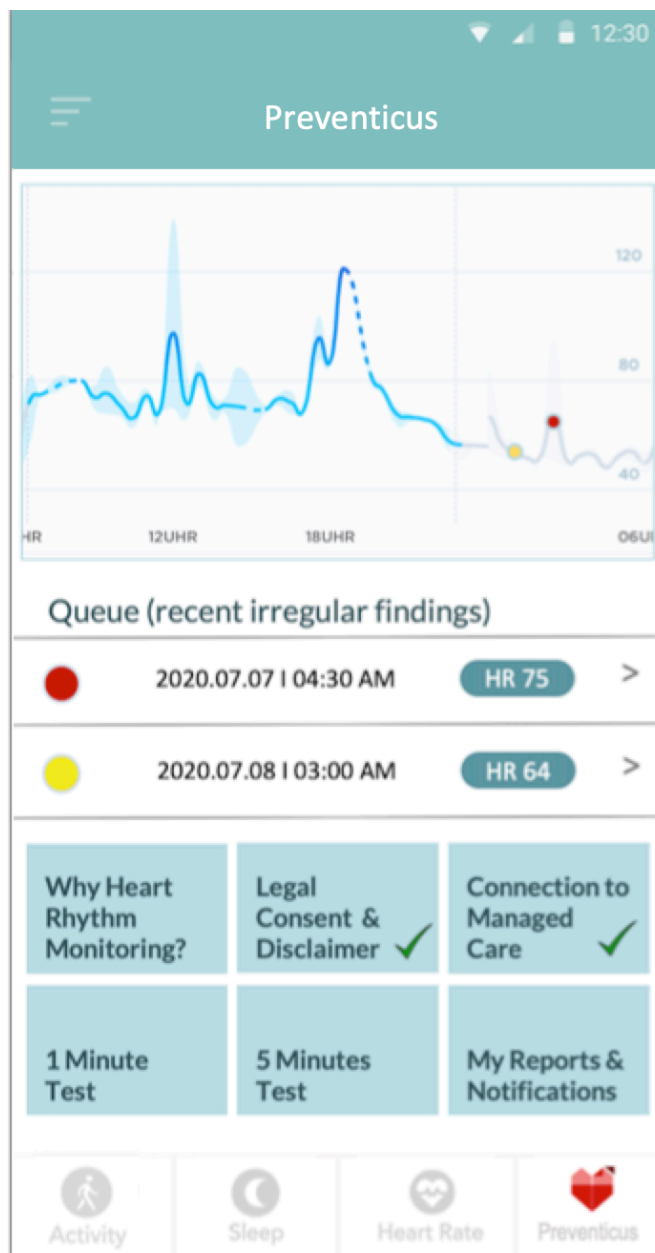 12:30
Preventicus
120
80
40
HR 12UHR 18UHR 06U
Queue (recent irregular findings)
2020.07.07 I 04:30 AM HR 75 >
2020.07.08 I 03:00 AM HR 64 >
Why Heart
Rhythm
Monitoring?
Legal
Consent &
Disclaimer
Connection to
Managed
Care
1 Minute
Test
5 Minutes
Test
My Reports &
Notifications
Activity Sleep Heart Rate Preventicus